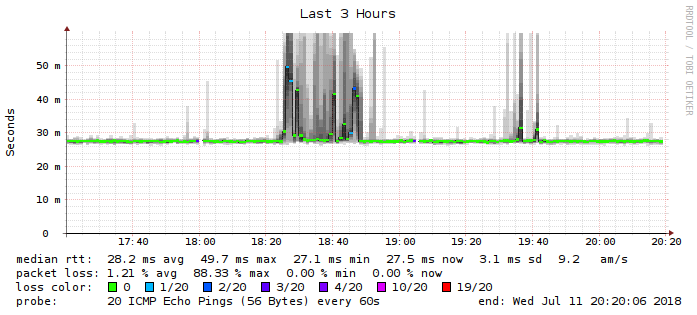 Last 3 Hours
RRDTOOL / TOBI OETIKER
Seconds
50 m
40 m
30 m
20 m
10 m
0
17:40 18:00 18:20 18:40 19:00 19:20 19:40 20:00 20:20
median rtt: 28.2 ms avg 49.7 ms max 27.1 ms min 27.5 ms now 3.1 ms sd 9.2 am/s
packet loss: 1.21 % avg 88.33 % max 0.00 % min 0.00 % now
loss color: 0 1/20 2/20 3/20 4/20 10/20 19/20
probe: 20 ICMP Echo Pings (56 Bytes) every 60s end: Wed Jul 11 20:20:06 2018